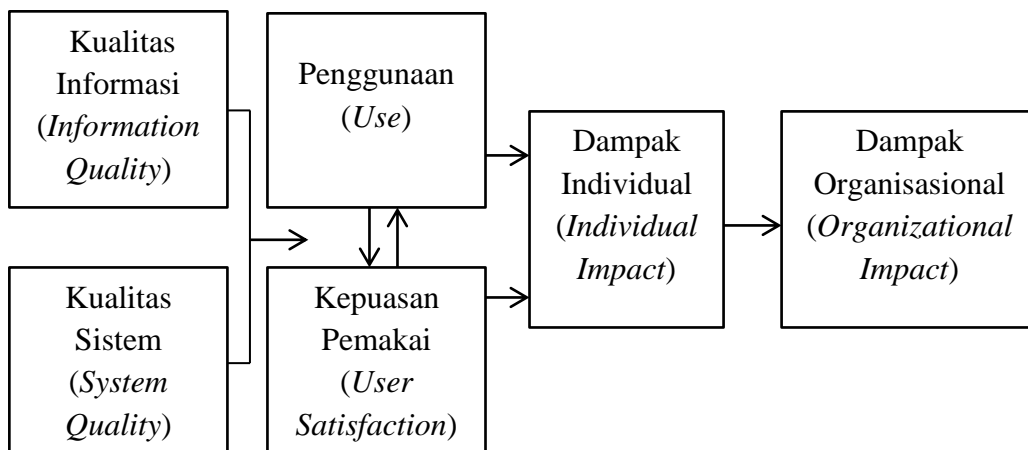 Kualitas
Informasi
(Information
Quality)
Penggunaan
(Use)
Dampak
Individual
(Individual
Impact)
Dampak
Organisasional
(Organizational
Impact)
Kualitas
Sistem
(System
Quality)
Kepuasan
Pemakai
(User
Satisfaction)